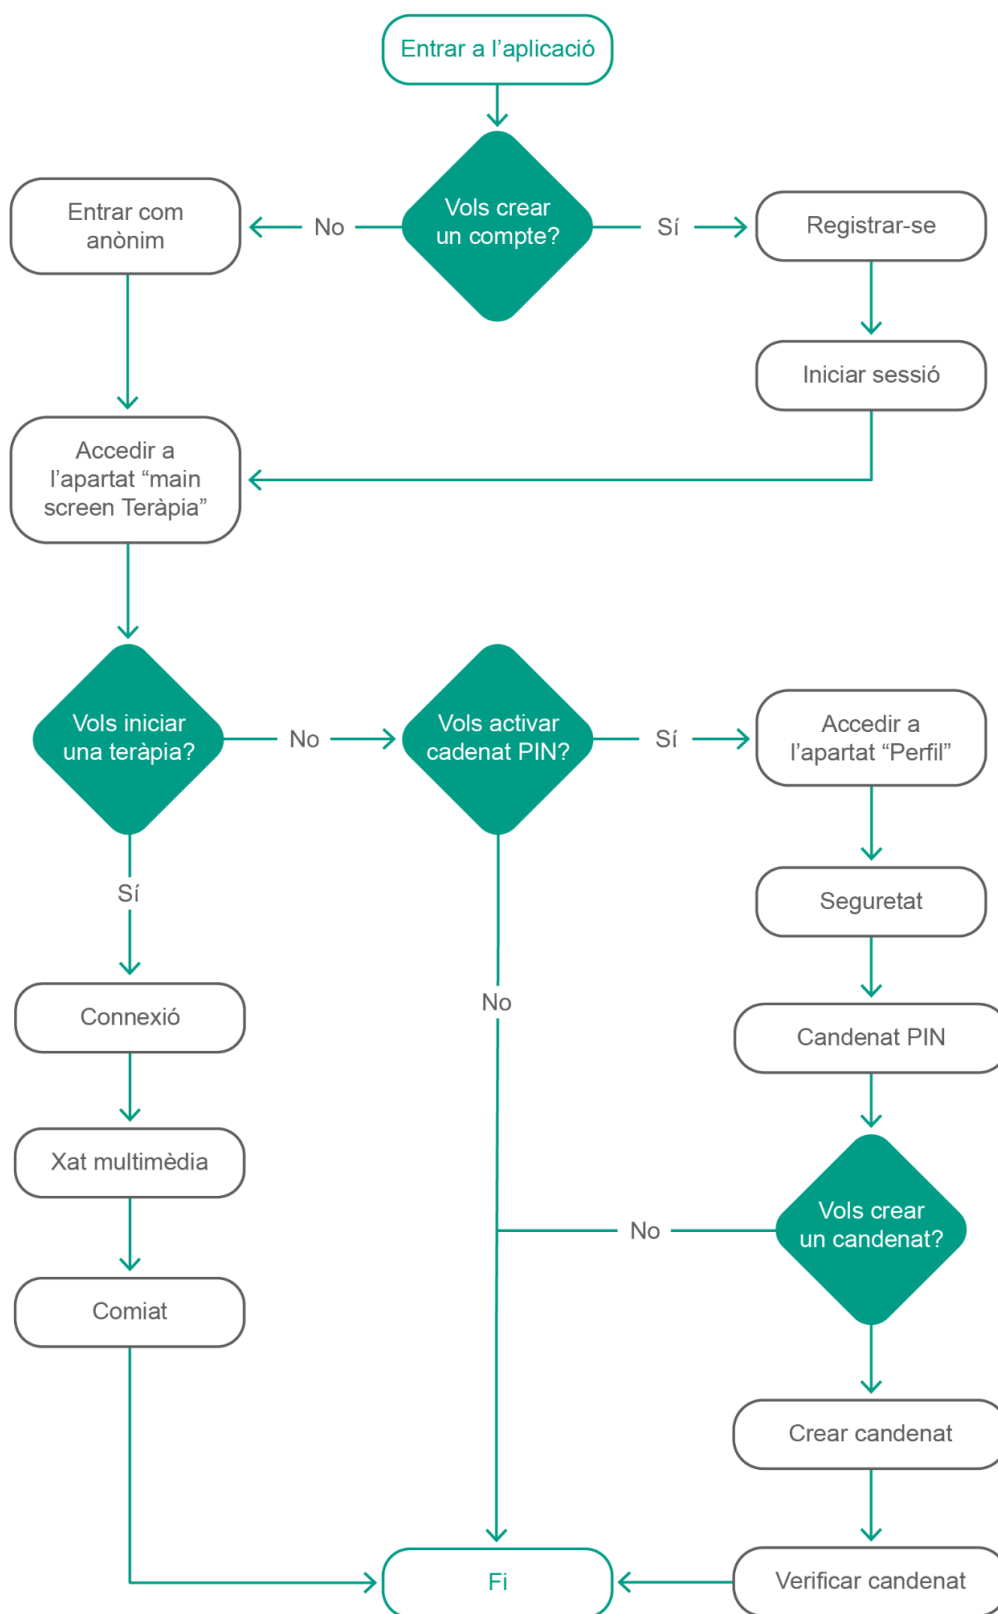 Entrar a l’aplicació
Vols crear
un compte?
No
Sí
Entrar com
anònim
Registrar-se
Iniciar sessió
Accedir a
l’apartat “main
screen Teràpia”
Vols iniciar
una teràpia?
No
Vols activar
cadenat PIN?
Sí
Accedir a
l’apartat “Perfil”
Sí
Seguretat
No
Connexió
Candenat PIN
Xat multimèdia
Vols crear
un candenat?
No
Comiat
Crear candenat
Fi
Verificar candenat